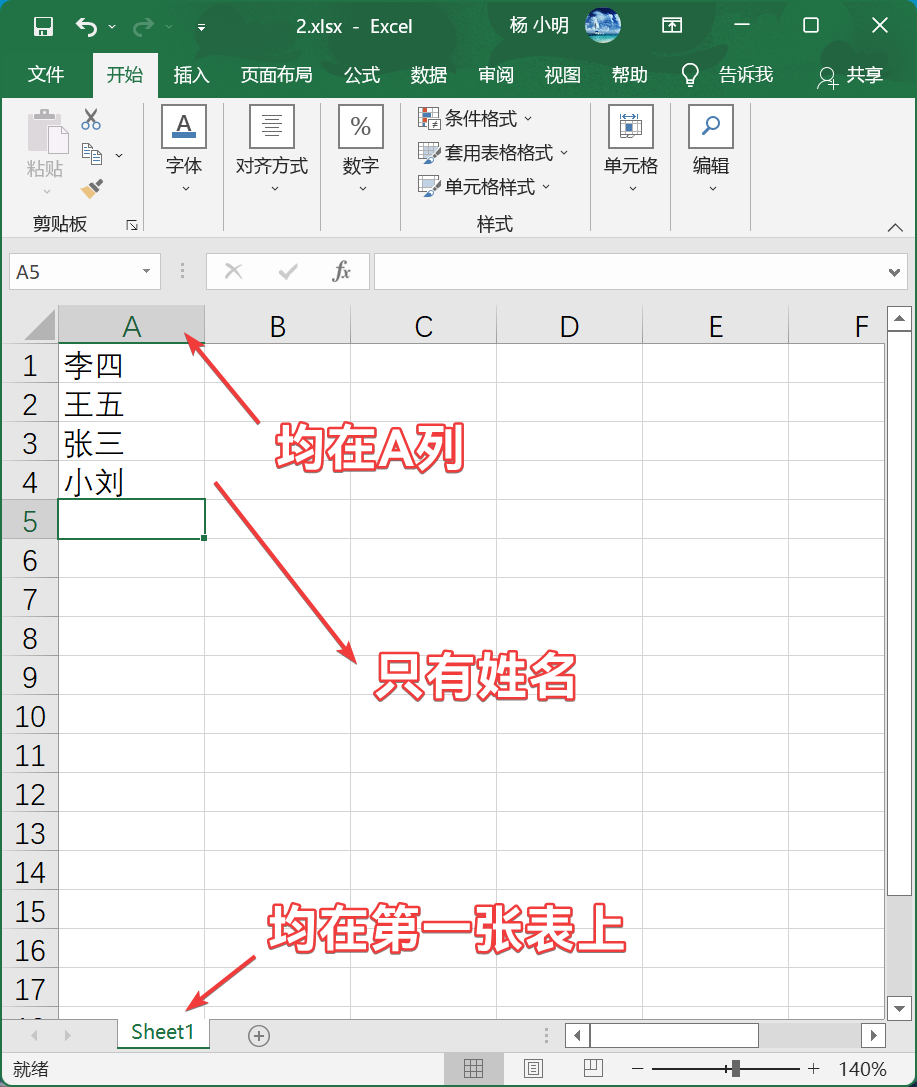 2.xlsx - Excel
杨 小明
文件 开始 插入 页面布局 公式 数据 审阅 视图 帮助 告诉我 共享
粘贴
剪贴板
字体
对齐方式
%
数字
条件格式
套用表格格式
单元格样式
样式
单元格
编辑
A5
fx
A B C D E F
1 李四
2 王五
3 张三
4 小刘
5
6
7
8
9
10
11
12
13
14
15
16
17
均在A列
只有姓名
均在第一张表上
Sheet1
就绪
140%